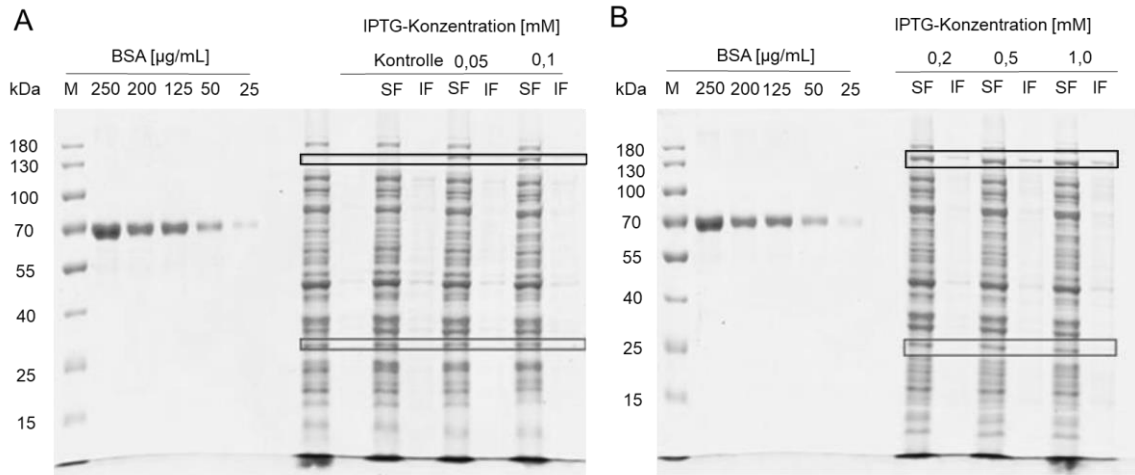 A
IPTG-Konzentration [mM]
BSA [µg/mL]
Kontrolle 0,05 0,1
kDa M 250 200 125 50 25 SF IF SF IF SF IF
180
130
100
70
55
40
25
15
B
IPTG-Konzentration [mM]
BSA [µg/mL]
0,2 0,5 1,0
kDa M 250 200 125 50 25 SF IF SF IF SF IF
180
130
100
70
55
40
25
15